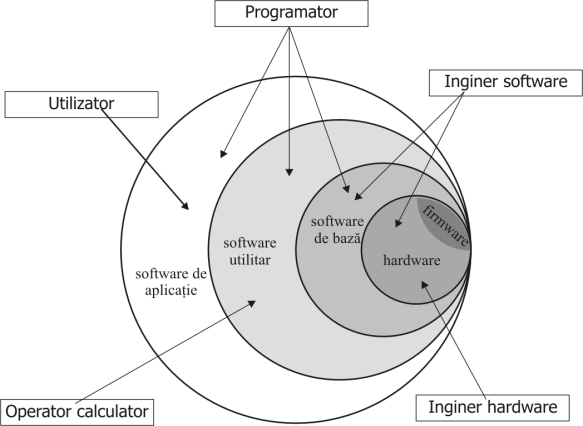 Programator
Inginer software
Utilizator
firmware
software
de bază
software
utilitar
hardware
software de
aplicație
Operator calculator
Inginer hardware